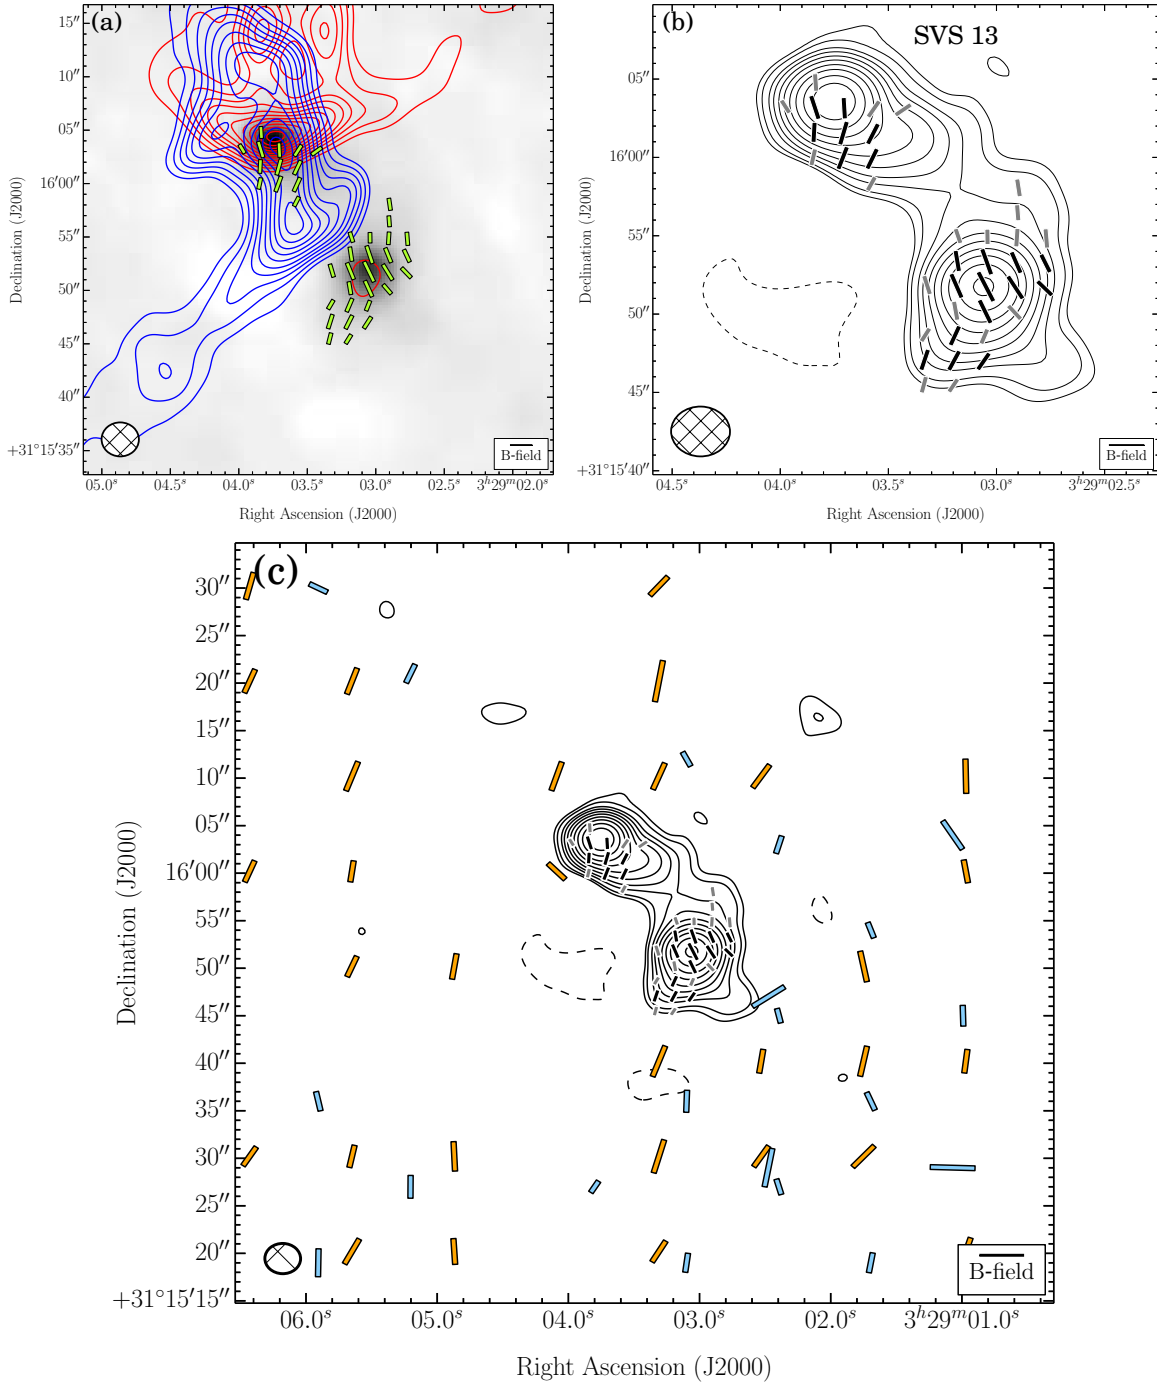 (a)
15″
10″
05″
16′00″
55″
50″
45″
40″
+31°15′35″
Declination (J2000)
B-field
05.0ˢ 04.5ˢ 04.0ˢ 03.5ˢ 03.0ˢ 02.5ˢ 3ʰ29ᵐ02.0ˢ
Right Ascension (J2000)
(b)
SVS 13
05″
16′00″
55″
50″
45″
+31°15′40″
Declination (J2000)
B-field
04.5ˢ 04.0ˢ 03.5ˢ 03.0ˢ 3ʰ29ᵐ02.5ˢ
Right Ascension (J2000)
(c)
30″
25″
20″
15″
10″
05″
16′00″
55″
50″
45″
40″
35″
30″
25″
20″
+31°15′15″
Declination (J2000)
B-field
06.0ˢ 05.0ˢ 04.0ˢ 03.0ˢ 02.0ˢ 3ʰ29ᵐ01.0ˢ
Right Ascension (J2000)